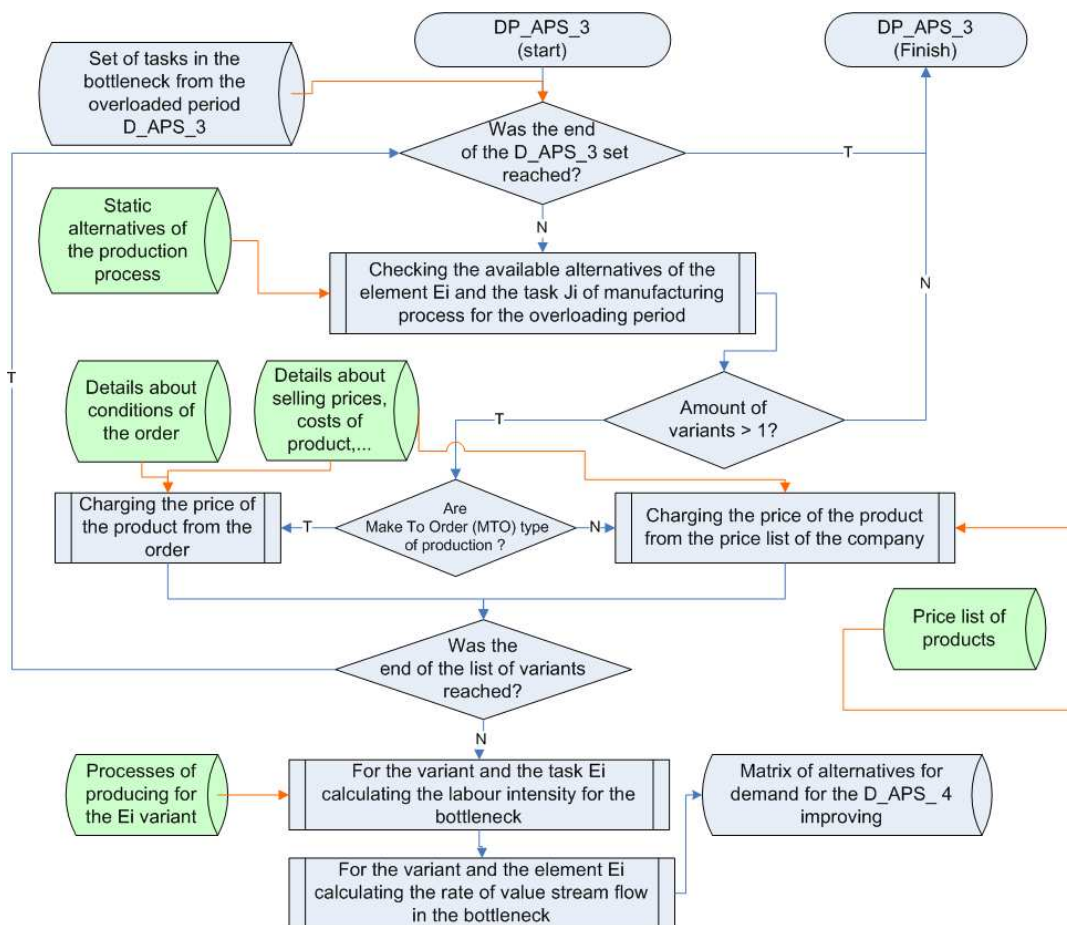 DP_APS_3
(start)
DP_APS_3
(Finish)
Set of tasks in the
bottleneck from the
overloaded period
D_APS_3
Was the end
of the D_APS_3 set
reached?
T
N
Static
alternatives of
the production
process
Checking the available alternatives of the
element Ei and the task Ji of manufacturing
process for the overloading period
N
T
Details about
conditions of
the order
Details about
selling prices,
costs of
product,...
Amount of
variants > 1?
T
Charging the price of
the product from the
order
T
Are
Make To Order (MTO) type
of production ?
N
Charging the price of the product
from the price list of the company
Price list of
products
Was the
end of the list of variants
reached?
N
Processes of
producing for
the Ei variant
For the variant and the task Ei
calculating the labour intensity for the
bottleneck
Matrix of alternatives for
demand for the D_APS_ 4
improving
For the variant and the element Ei
calculating the rate of value stream flow
in the bottleneck